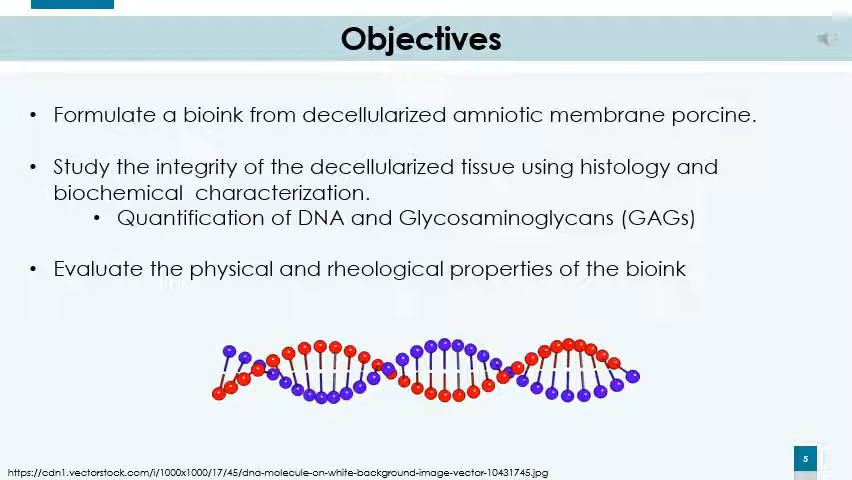 Objectives
• Formulate a bioink from decellularized amniotic membrane porcine.
• Study the integrity of the decellularized tissue using histology and
biochemical characterization.
• Quantification of DNA and Glycosaminoglycans (GAGs)
• Evaluate the physical and rheological properties of the bioink
5
https://cdn1.vectorstock.com/i/1000x1000/17/45/dna-molecule-on-white-background-image-vector-10431745.jpg